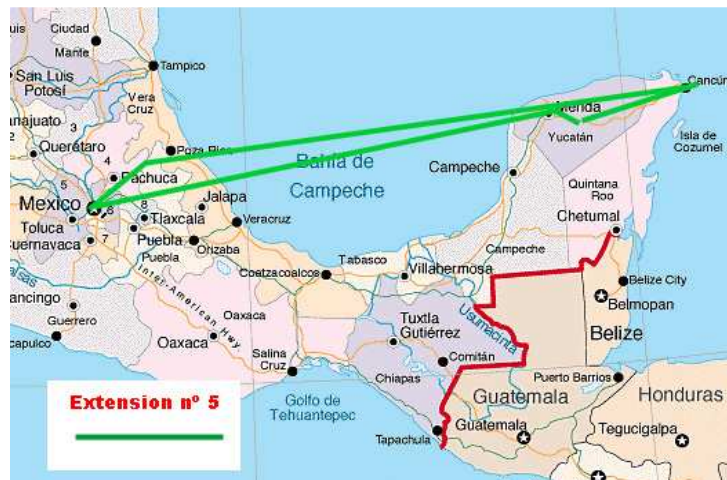 Ciudad
Mante
San Luis
Potosí
Tampico
Vera
Cruz
anajuato
2
3
Querétaro
4
Poza Rica
Pachuca
5
Mexico
6
8
Toluca
Tlaxcala
Jalapa
Veracruz
Cuernavaca
7
Puebla
Puebla
Orizaba
Bahía de
Campeche
Mérida
Cancún
Yucatán
Isla de
Cozumel
Campeche
Quintana
Roo
Chetumal
Campeche
Coatzacoalcos
Tabasco
Villahermosa
Belize City
Belmopan
Belize
Usumacinta
Inter-American Hwy.
Guerrero
Oaxaca
Oaxaca
Tuxtla
Gutiérrez
Comitán
Salina
Cruz
Chiapas
Puerto Barrios
Golfo de
Tehuantepec
Guatemala
Honduras
Tapachula
Guatemala
Tegucigalpa
Extension nº 5